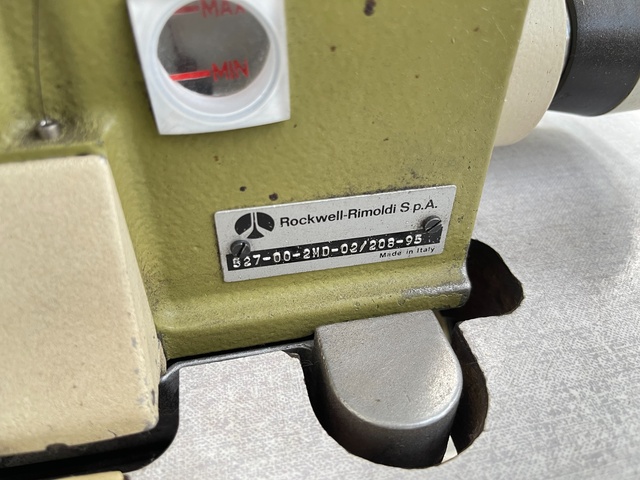 MAX
MIN
Rockwell-Rimoldi S.p.A.
527-00-2MD-02/208-95
Made in Italy